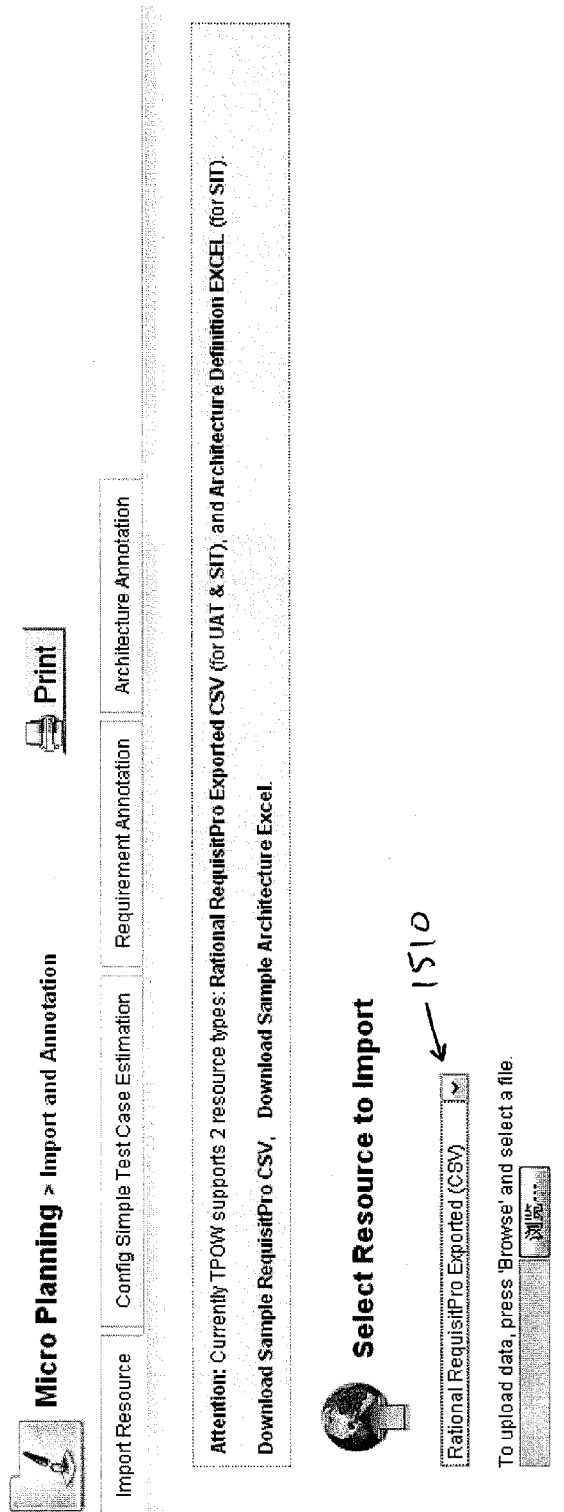 Micro Planning > Import and Annotation
Print
Import Resource
Config Simple Test Case Estimation
Requirement Annotation
Architecture Annotation
Attention: Currently TPOW supports 2 resource types: Rational RequisitPro Exported CSV (for UAT & SIT), and Architecture Definition EXCEL (for SIT).
Download Sample RequisitPro CSV, Download Sample Architecture Excel.
Select Resource to Import
Rational RequisitPro Exported (CSV)
1510
To upload data, press 'Browse' and select a file.
浏览...